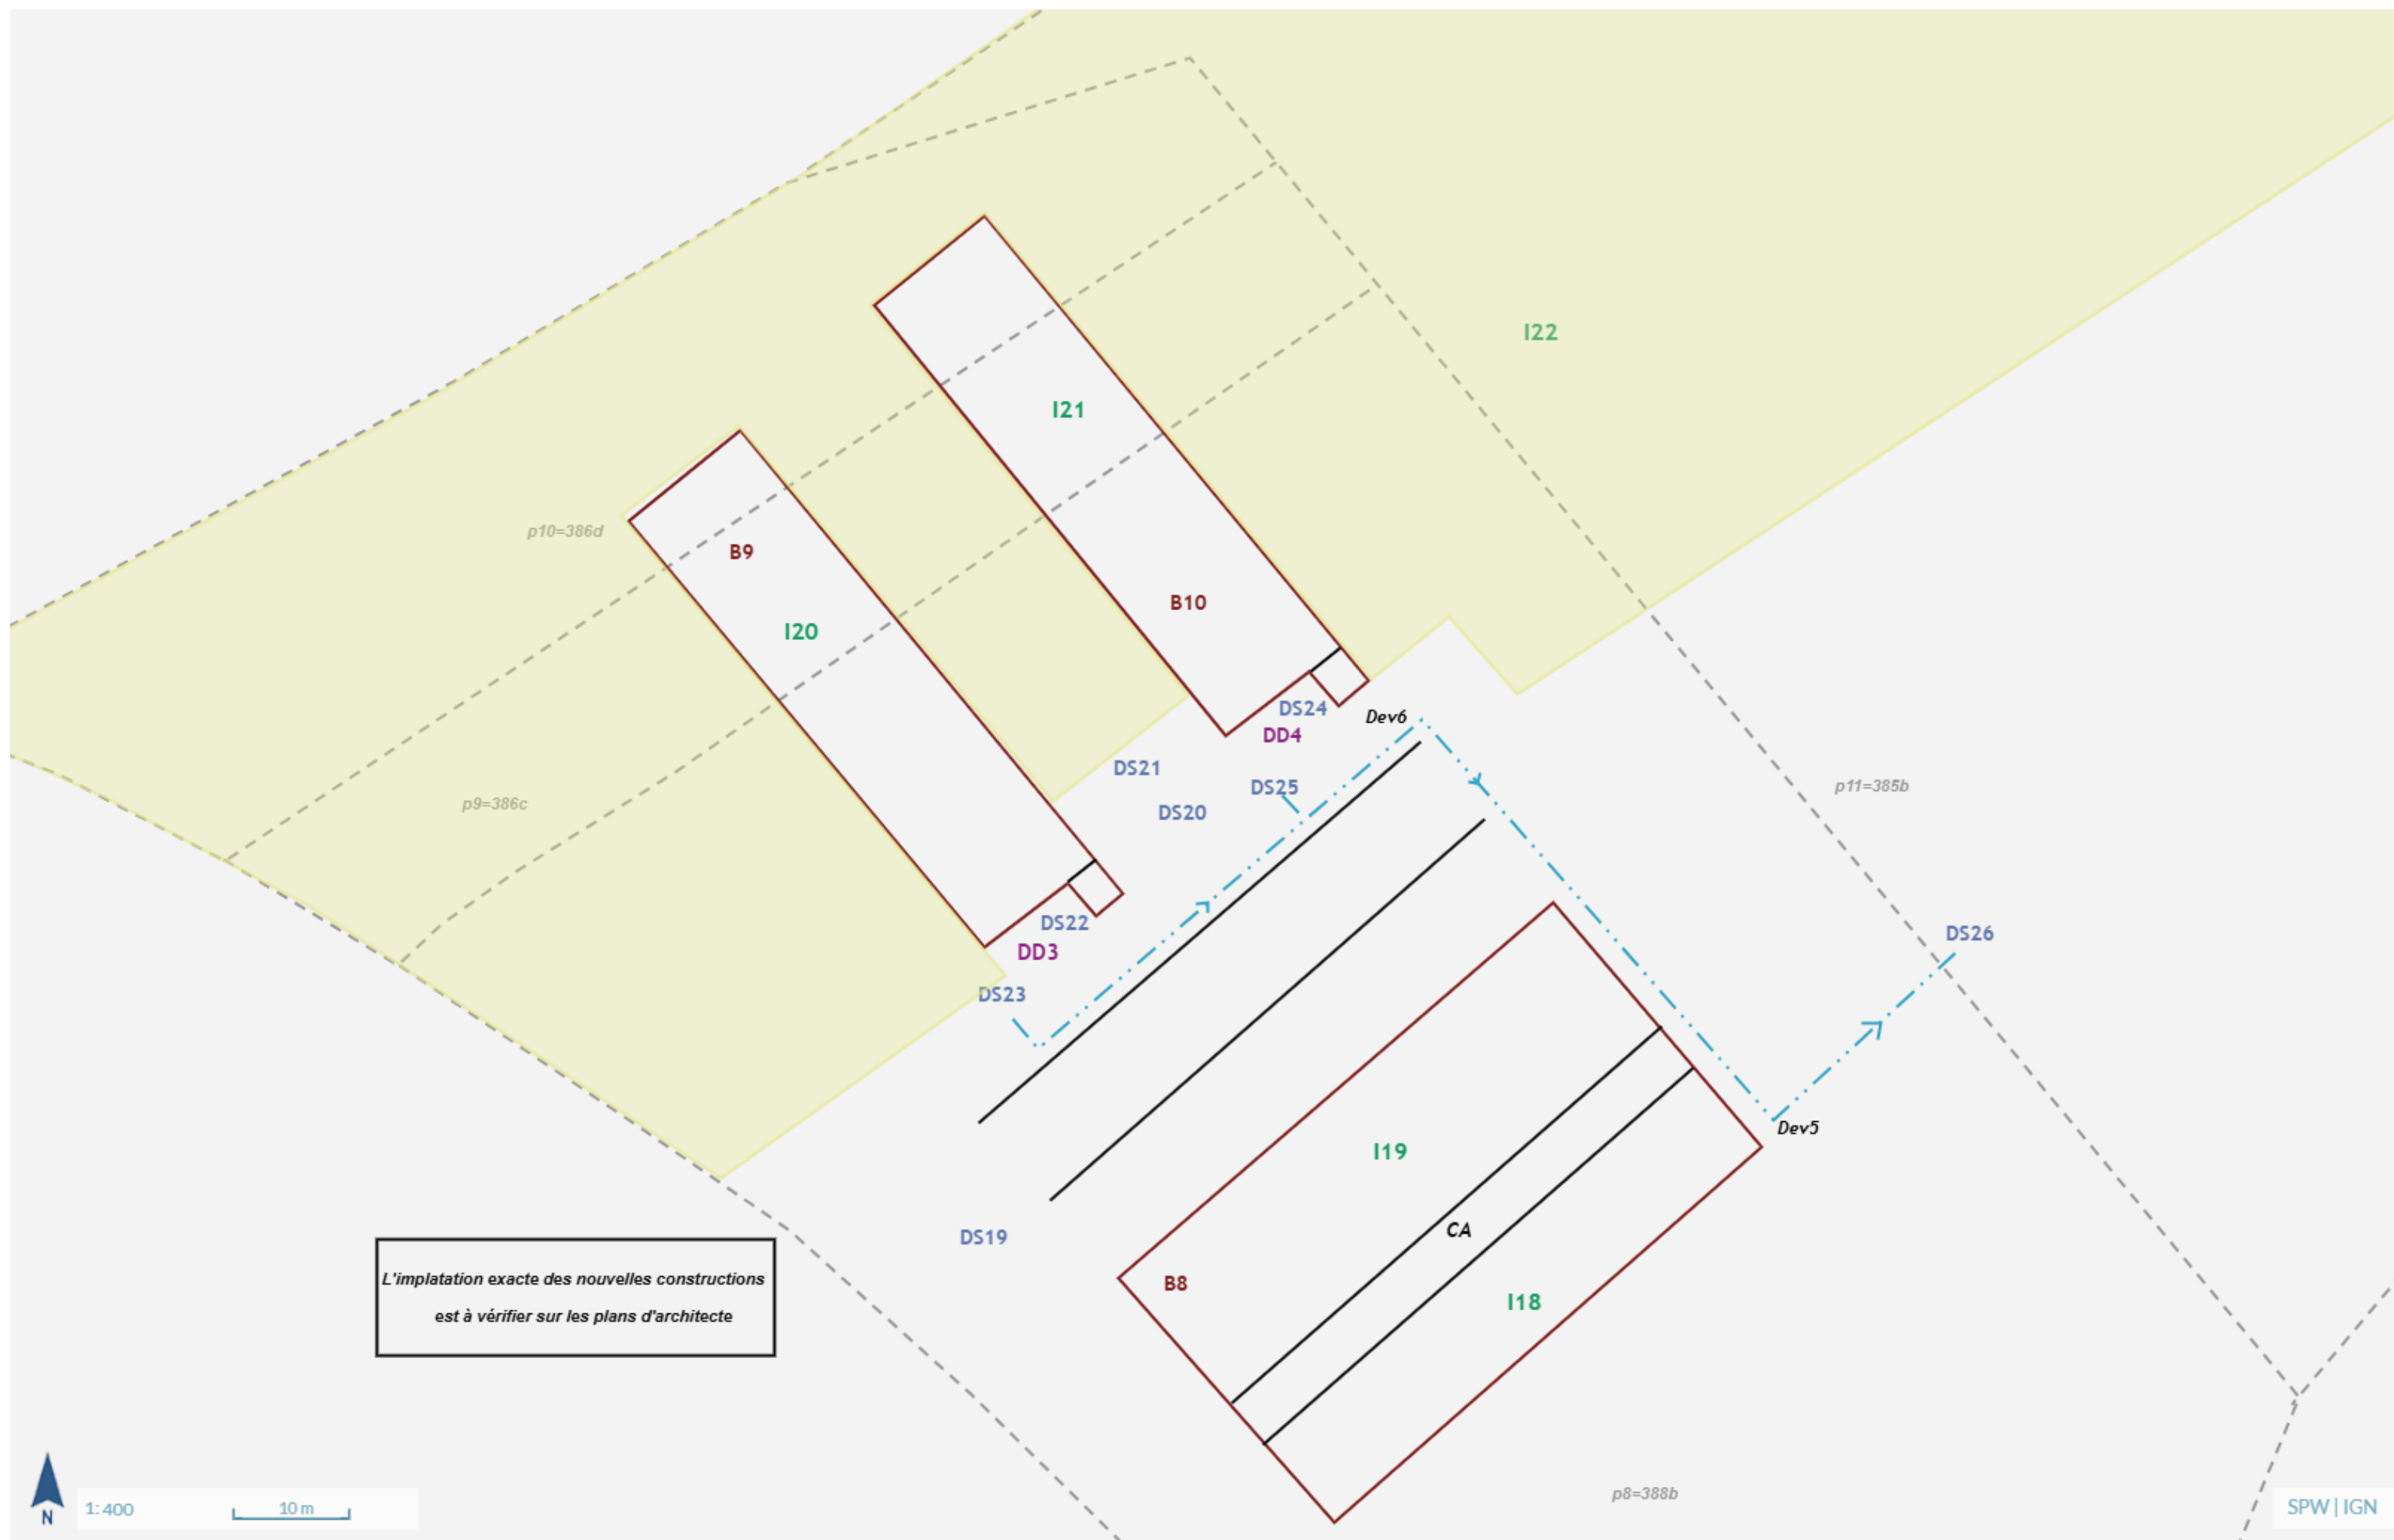 I22
I21
p10=386d
B9
B10
I20
DS24
Dev6
DD4
DS21
DS25
p11=385b
p9=386c
DS20
DS22
DS26
DD3
DS23
Dev5
I19
CA
DS19
L'implatation exacte des nouvelles constructions
est à vérifier sur les plans d'architecte
B8
I18
p8=388b
N
1: 400
10 m
SPW | IGN